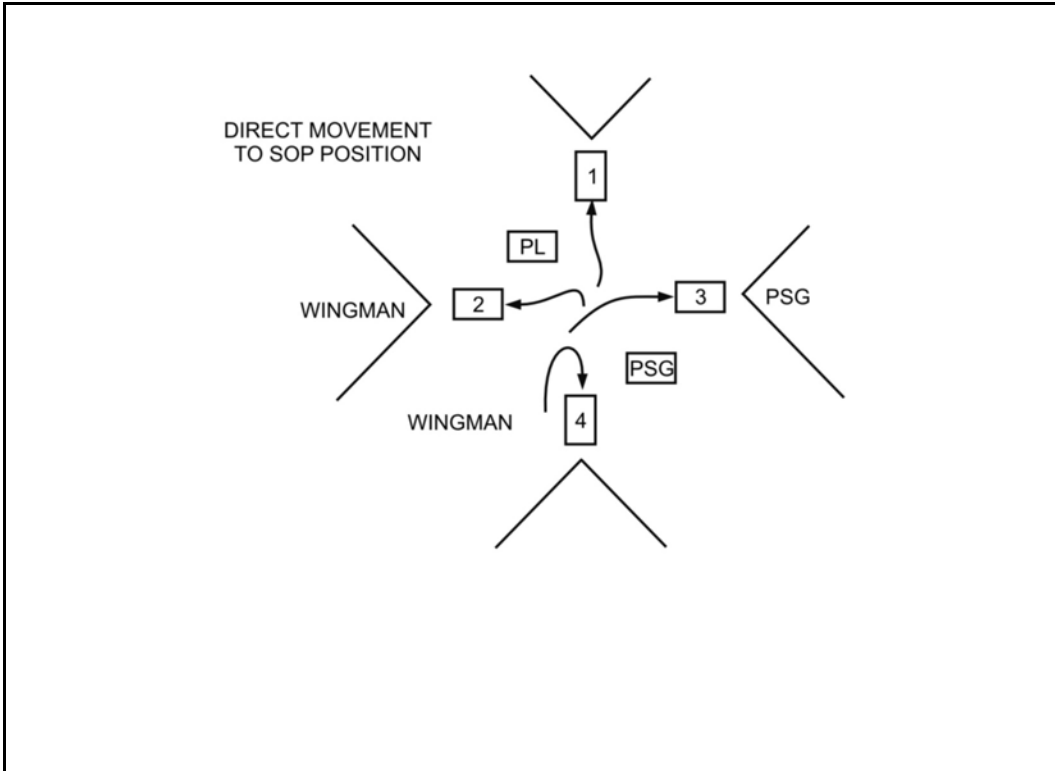 DIRECT MOVEMENT
TO SOP POSITION
1
PL
WINGMAN
2
3
PSG
PSG
WINGMAN
4